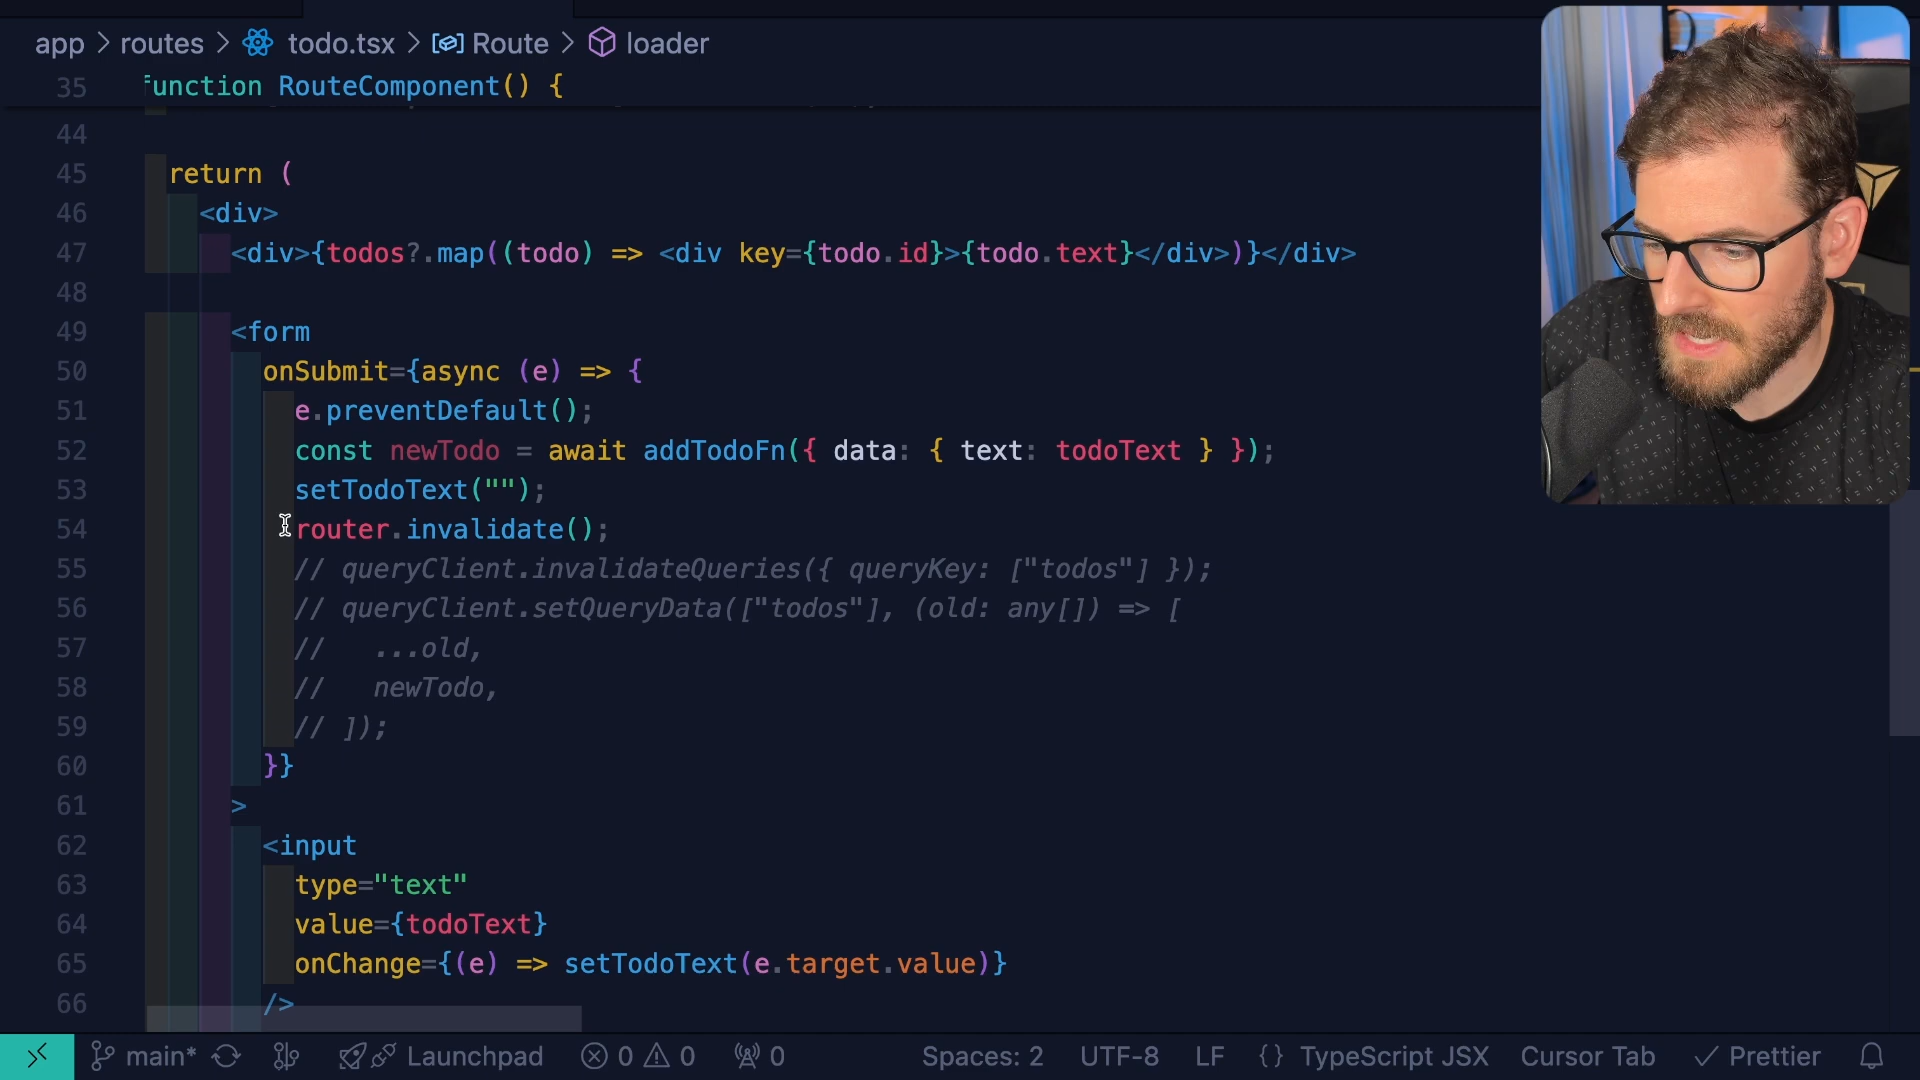 app > routes > todo.tsx > Route > loader
35 function RouteComponent() {
44
45 return (
46 <div>
47 <div>{todos?.map((todo) => <div key={todo.id}>{todo.text}</div>)}</div>
48
49 <form
50 onSubmit={async (e) => {
51 e.preventDefault();
52 const newTodo = await addTodoFn({ data: { text: todoText } });
53 setTodoText("");
54 router.invalidate();
55 // queryClient.invalidateQueries({ queryKey: ["todos"] });
56 // queryClient.setQueryData(["todos"], (old: any[]) => [
57 //   ...old,
58 //   newTodo,
59 // ]);
60 }}
61 >
62 <input
63 type="text"
64 value={todoText}
65 onChange={(e) => setTodoText(e.target.value)}
66 />
main* Launchpad 0 0 0 Spaces: 2 UTF-8 LF {} TypeScript JSX Cursor Tab ✓ Prettier